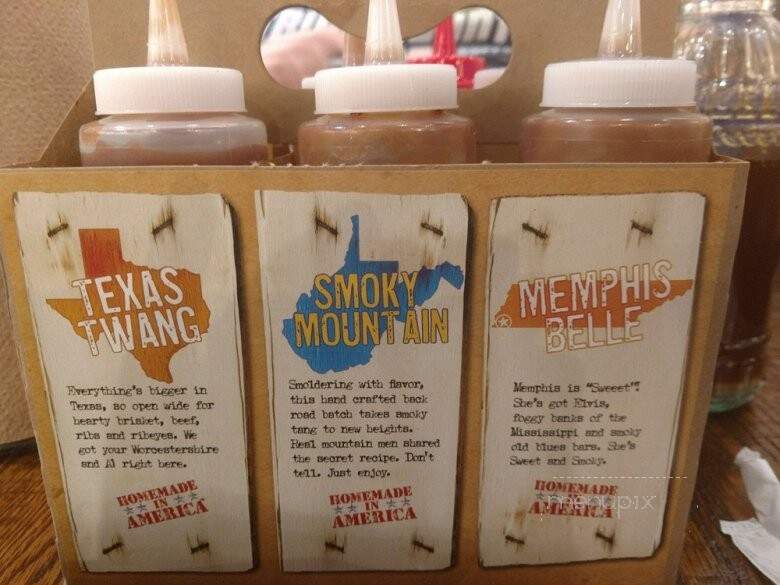 TEXAS
TWANG
Everything's bigger in
Texas, so open wide for
hearty brisket, beef,
ribs and ribeyes. We
got your Worcestershire
and A1 right here.
HOMEMADE
IN
AMERICA
SMOKY
MOUNTAIN
Smoldering with flavor,
this hand crafted back
road batch takes smoky
tang to new heights.
Real mountain men shared
the secret recipe. Don't
tell. Just enjoy.
HOMEMADE
IN
AMERICA
MEMPHIS
BELLE
Memphis is "Sweeet".
She's got Elvis,
foggy banks of the
Mississippi and smoky
old blues bars. She's
Sweet and Smoky.
HOMEMADE
IN
AMERICA
menupix